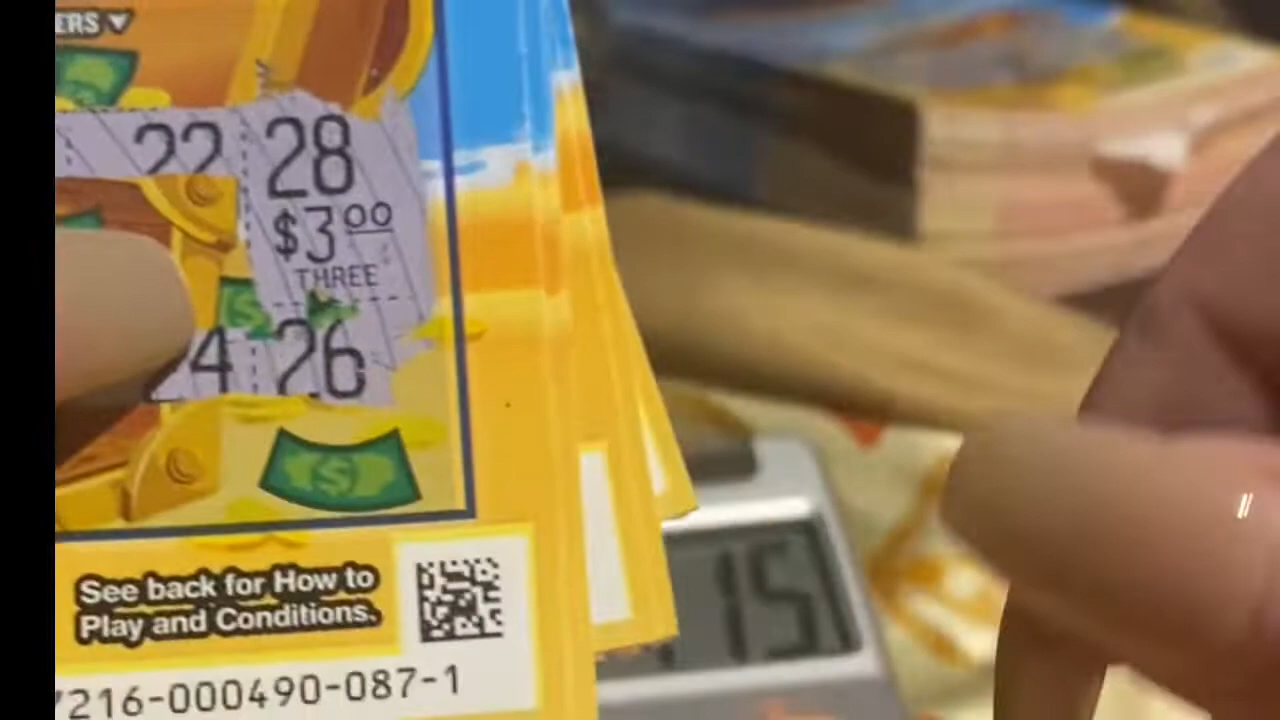 ERS ▼
22 28
$3.00
THREE
4 26
See back for How to
Play and Conditions.
216-000490-087-1
15